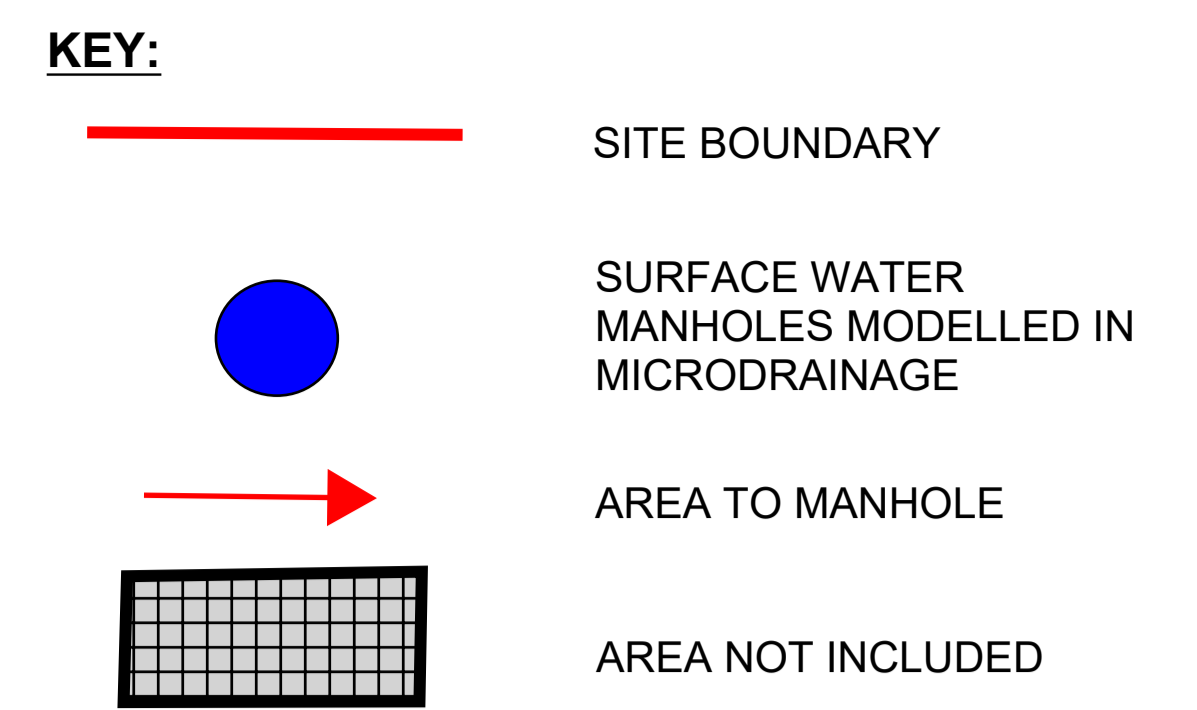 KEY:
SITE BOUNDARY
SURFACE WATER
MANHOLES MODELLED IN
MICRODRAINAGE
AREA TO MANHOLE
AREA NOT INCLUDED